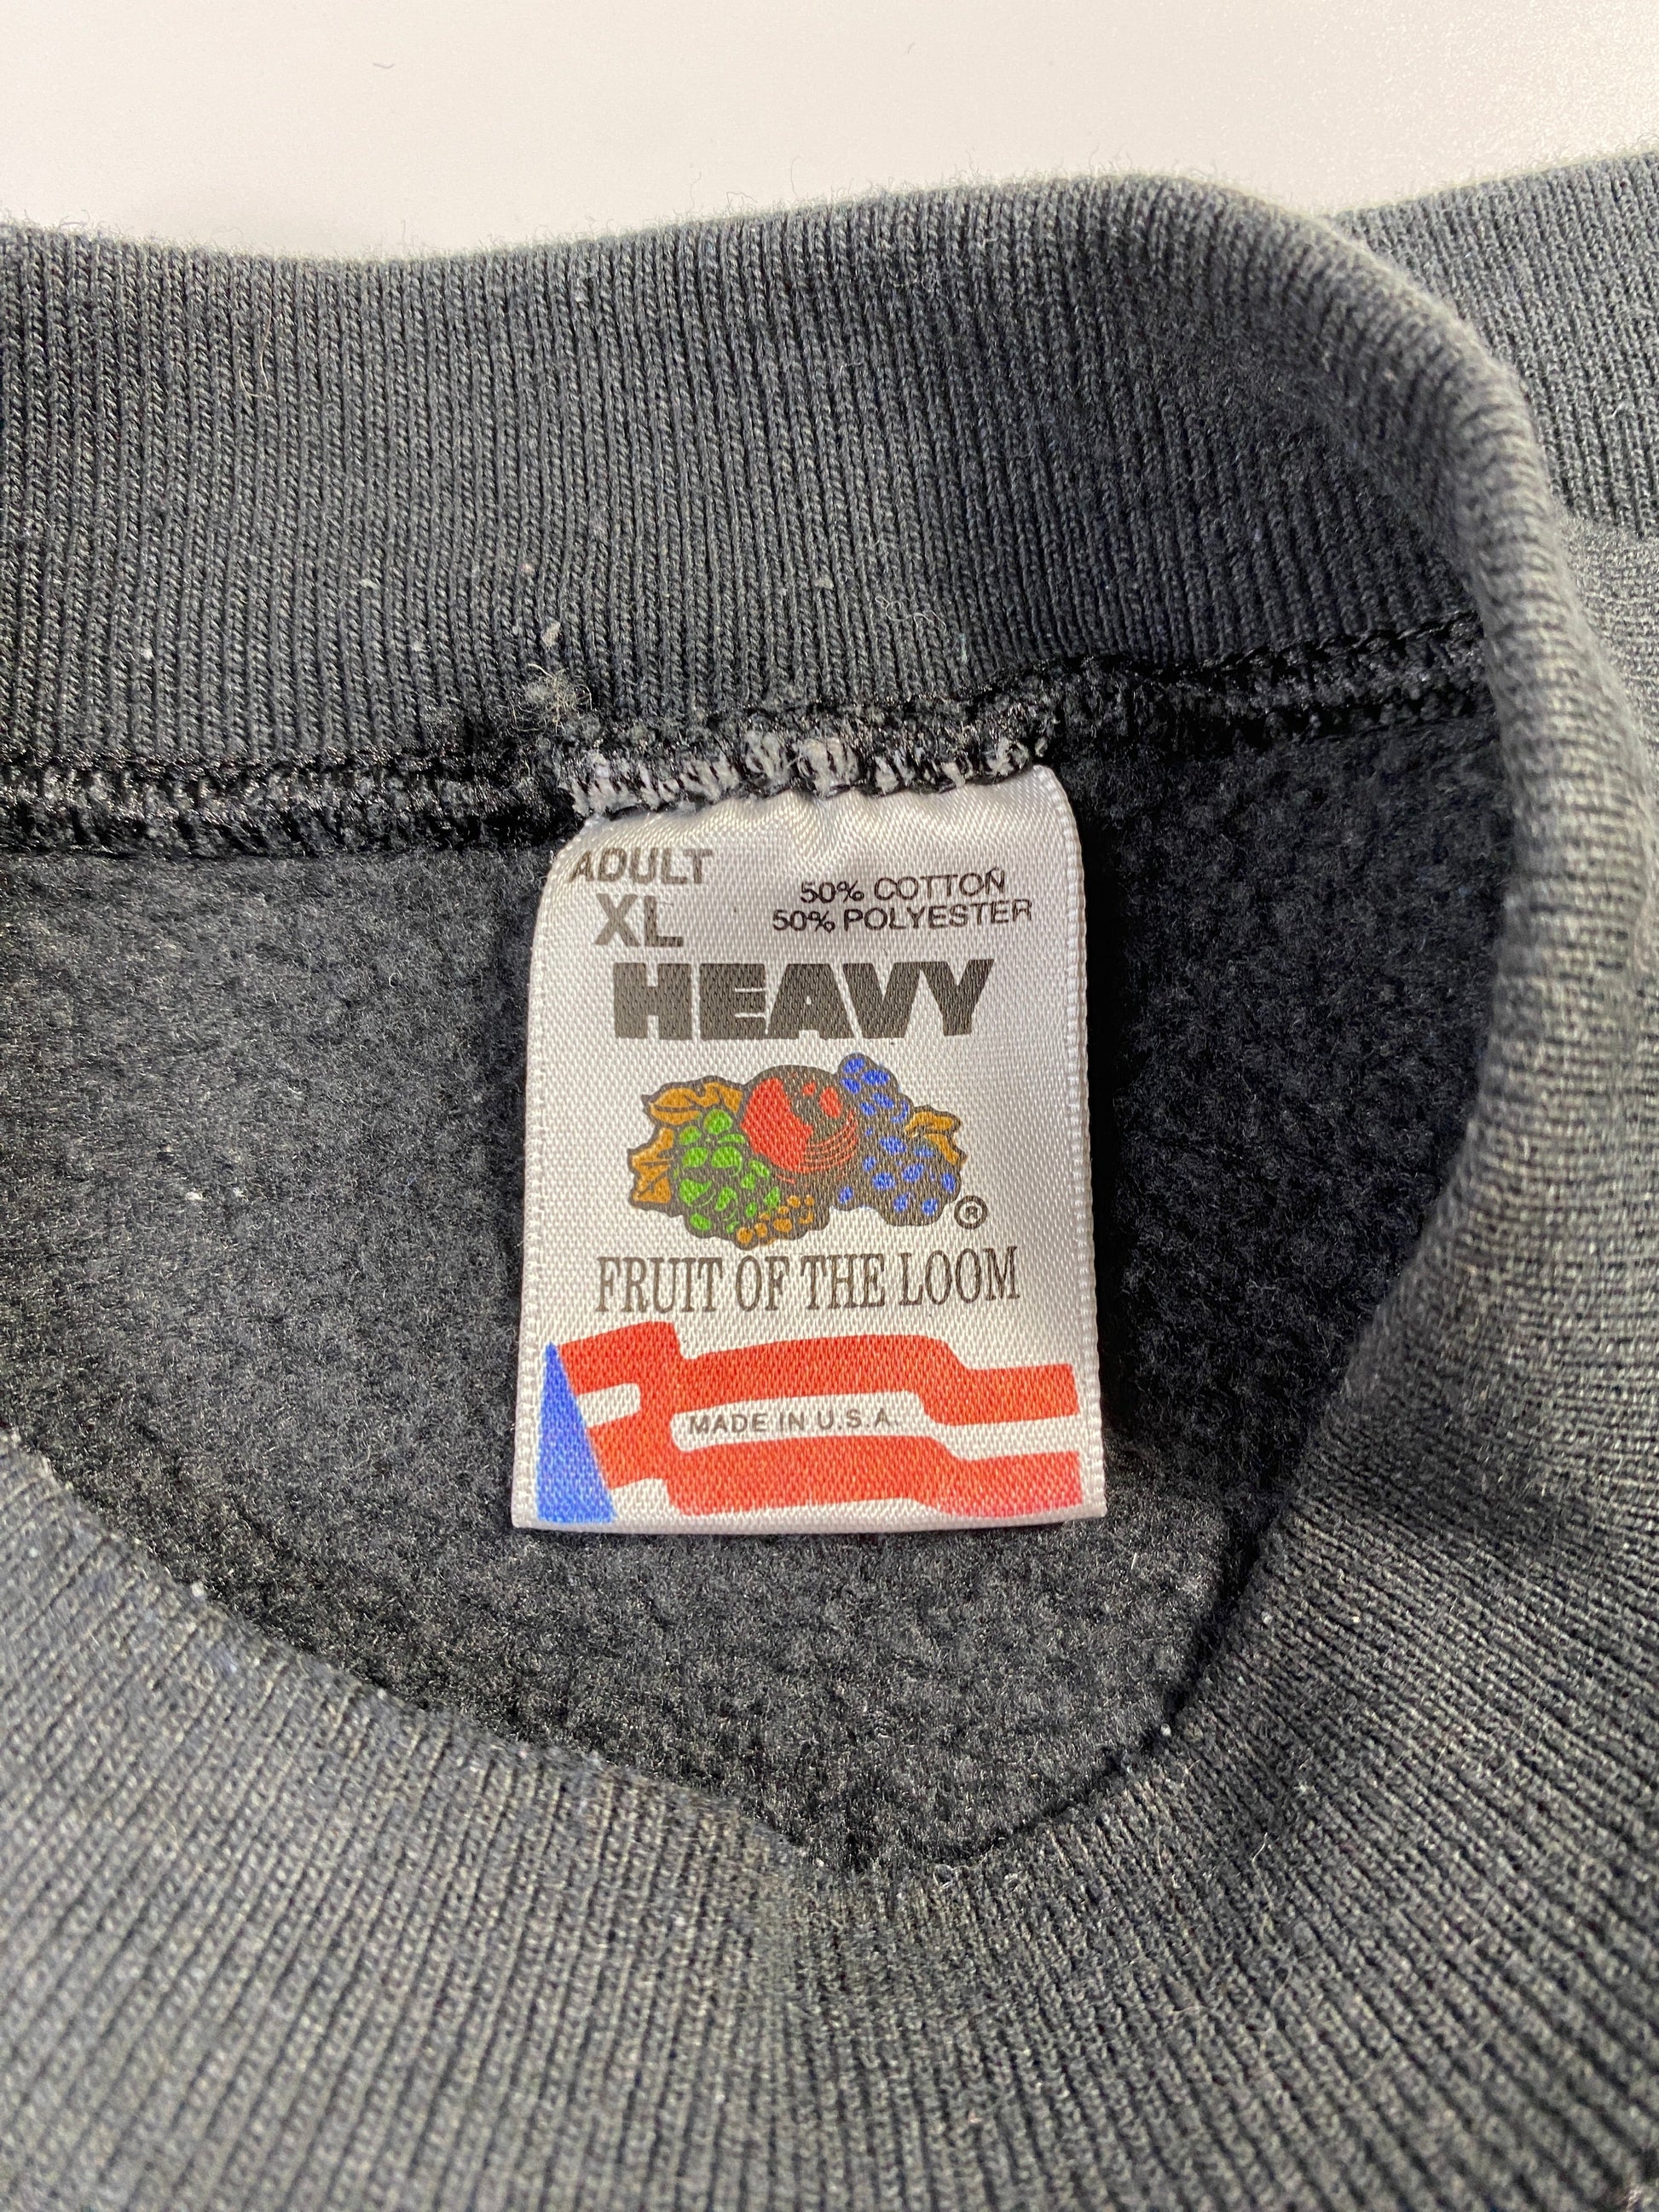 ADULT
XL
50% COTTON
50% POLYESTER
HEAVY
®
FRUIT OF THE LOOM
MADE IN U.S.A.